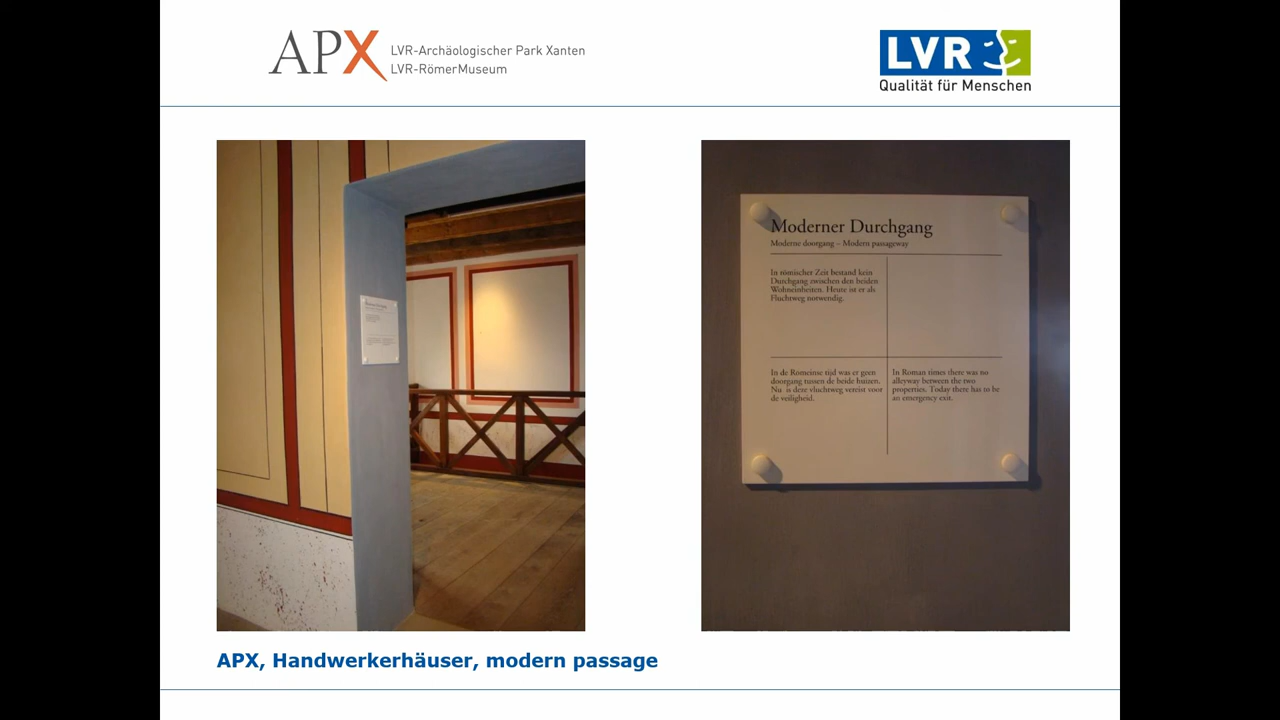 APX LVR-Archäologischer Park Xanten
LVR-RömerMuseum
LVR
Qualität für Menschen
Moderner Durchgang
Moderne doorgang – Modern passageway
In römischer Zeit bestand kein
Durchgang zwischen den beiden
Wohneinheiten. Heute ist er als
Fluchtweg notwendig.
In de Romeinse tijd was er geen
doorgang tussen de beide huizen.
Nu is deze vluchtweg vereist voor
de veiligheid.
In Roman times there was no
alleyway between the two
properties. Today there has to be
an emergency exit.
APX, Handwerkerhäuser, modern passage